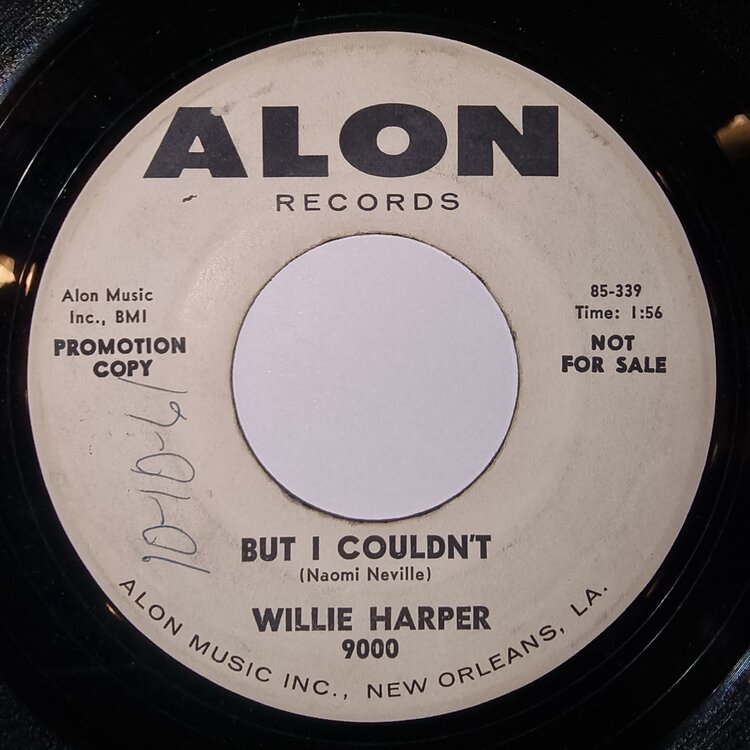 ALON
RECORDS
Alon Music
Inc., BMI
PROMOTION
COPY
85-339
Time: 1:56
NOT
FOR SALE
10-10-61
BUT I COULDN'T
(Naomi Neville)
WILLIE HARPER
9000
ALON MUSIC INC., NEW ORLEANS, LA.